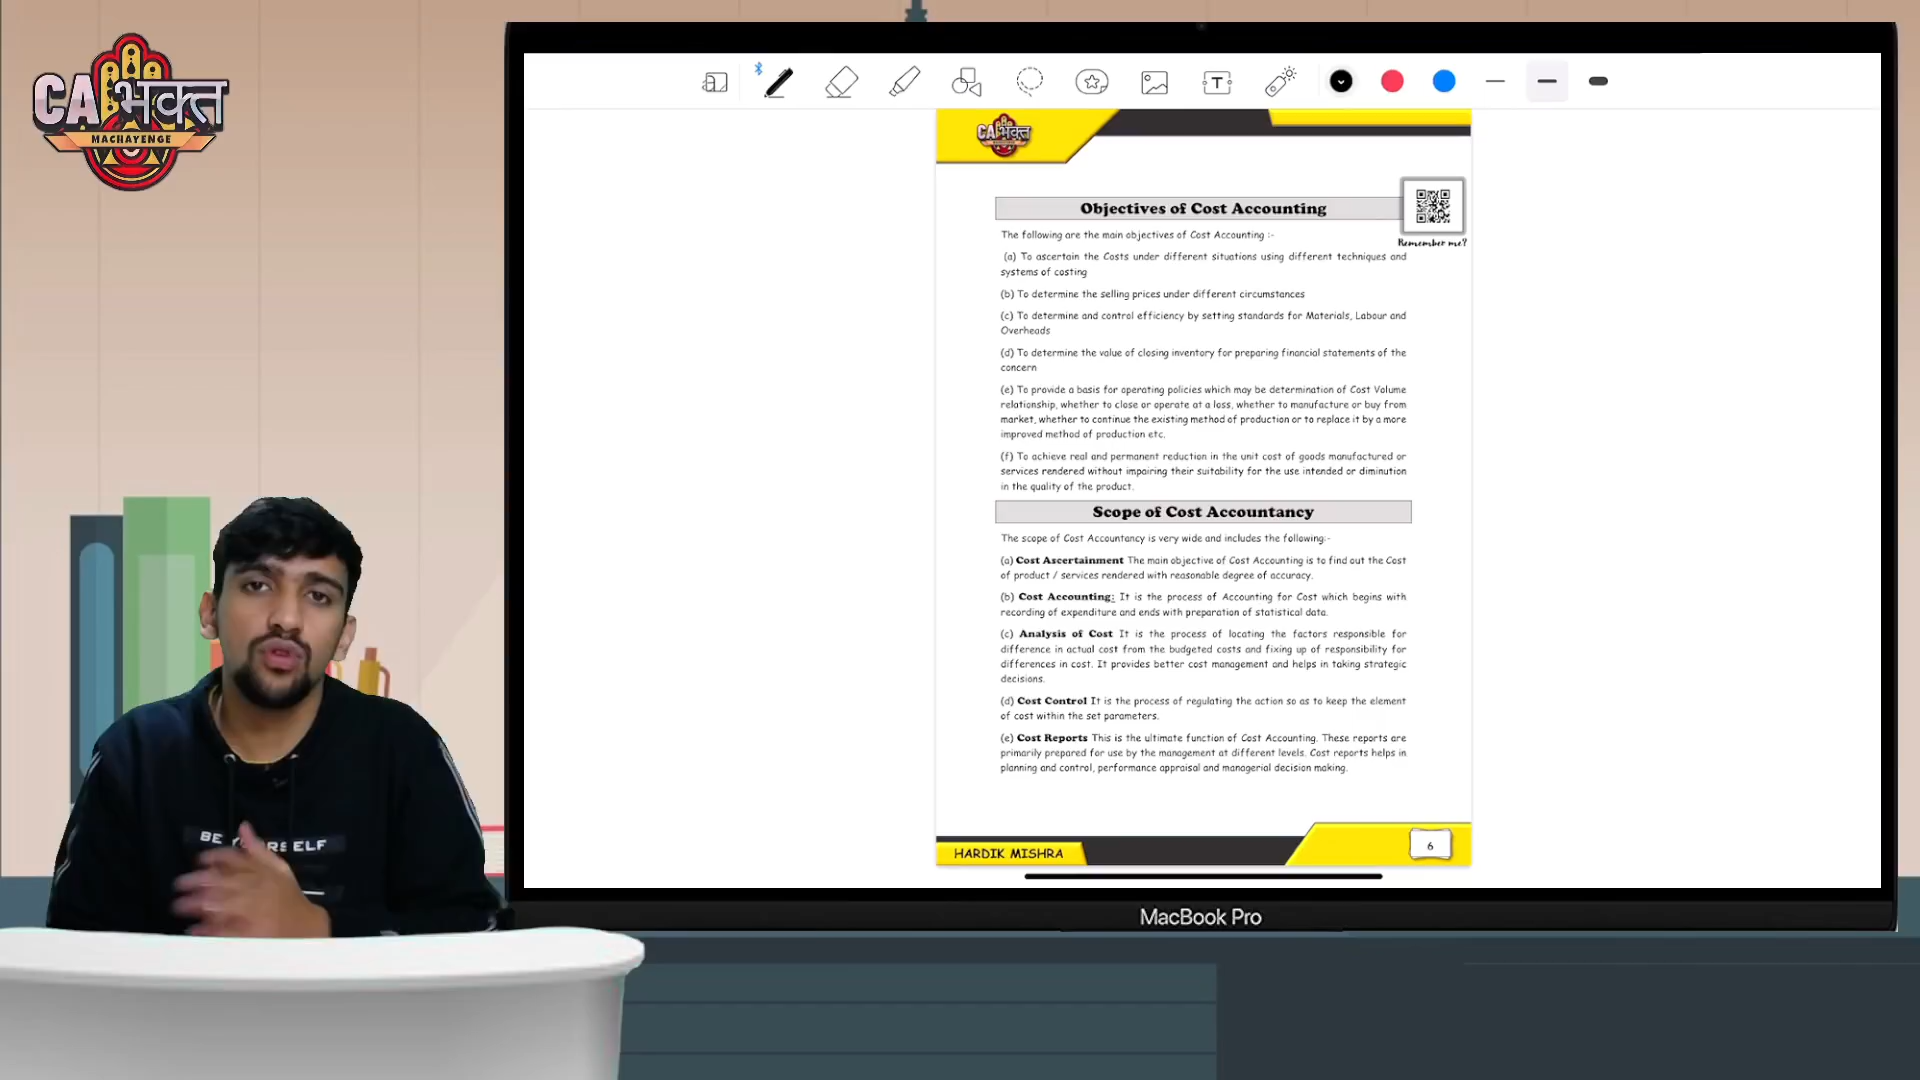 CA भक्त
MACHAYENGE
CA भक्त
Objectives of Cost Accounting
Remember me?
The following are the main objectives of Cost Accounting :-
(a) To ascertain the Costs under different situations using different techniques and
systems of costing
(b) To determine the selling prices under different circumstances
(c) To determine and control efficiency by setting standards for Materials, Labour and
Overheads
(d) To determine the value of closing inventory for preparing financial statements of the
concern
(e) To provide a basis for operating policies which may be determination of Cost Volume
relationship, whether to close or operate at a loss, whether to manufacture or buy from
market, whether to continue the existing method of production or to replace it by a more
improved method of production etc.
(f) To achieve real and permanent reduction in the unit cost of goods manufactured or
services rendered without impairing their suitability for the use intended or diminution
in the quality of the product.
Scope of Cost Accountancy
The scope of Cost Accountancy is very wide and includes the following:-
(a) Cost Ascertainment The main objective of Cost Accounting is to find out the Cost
of product / services rendered with reasonable degree of accuracy.
(b) Cost Accounting: It is the process of Accounting for Cost which begins with
recording of expenditure and ends with preparation of statistical data.
(c) Analysis of Cost It is the process of locating the factors responsible for
difference in actual cost from the budgeted costs and fixing up of responsibility for
differences in cost. It provides better cost management and helps in taking strategic
decisions.
(d) Cost Control It is the process of regulating the action so as to keep the element
of cost within the set parameters.
(e) Cost Reports This is the ultimate function of Cost Accounting. These reports are
primarily prepared for use by the management at different levels. Cost reports helps in
planning and control, performance appraisal and managerial decision making.
HARDIK MISHRA
6
MacBook Pro